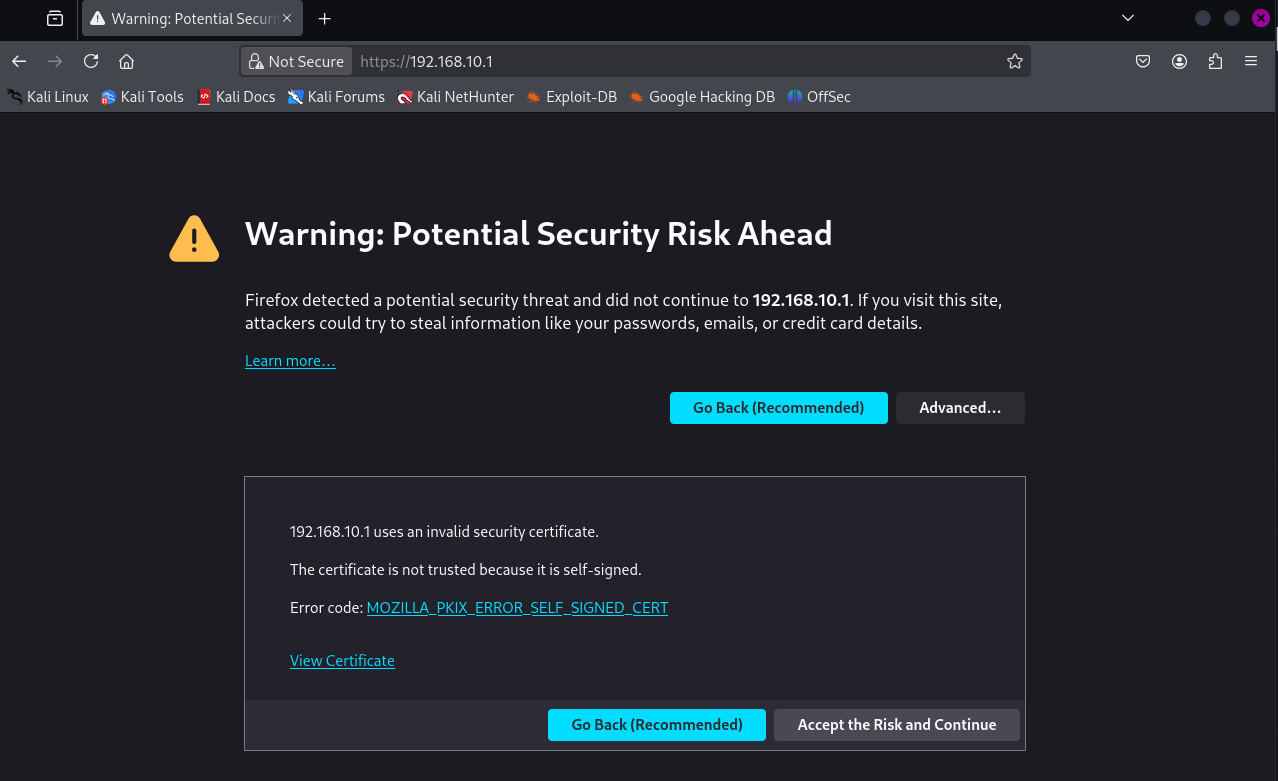 Warning: Potential Securi
Not Secure https://192.168.10.1
Kali Linux Kali Tools Kali Docs Kali Forums Kali NetHunter Exploit-DB Google Hacking DB OffSec
Warning: Potential Security Risk Ahead
Firefox detected a potential security threat and did not continue to 192.168.10.1. If you visit this site,
attackers could try to steal information like your passwords, emails, or credit card details.
Learn more…
Go Back (Recommended) Advanced…
192.168.10.1 uses an invalid security certificate.
The certificate is not trusted because it is self-signed.
Error code: MOZILLA_PKIX_ERROR_SELF_SIGNED_CERT
View Certificate
Go Back (Recommended) Accept the Risk and Continue